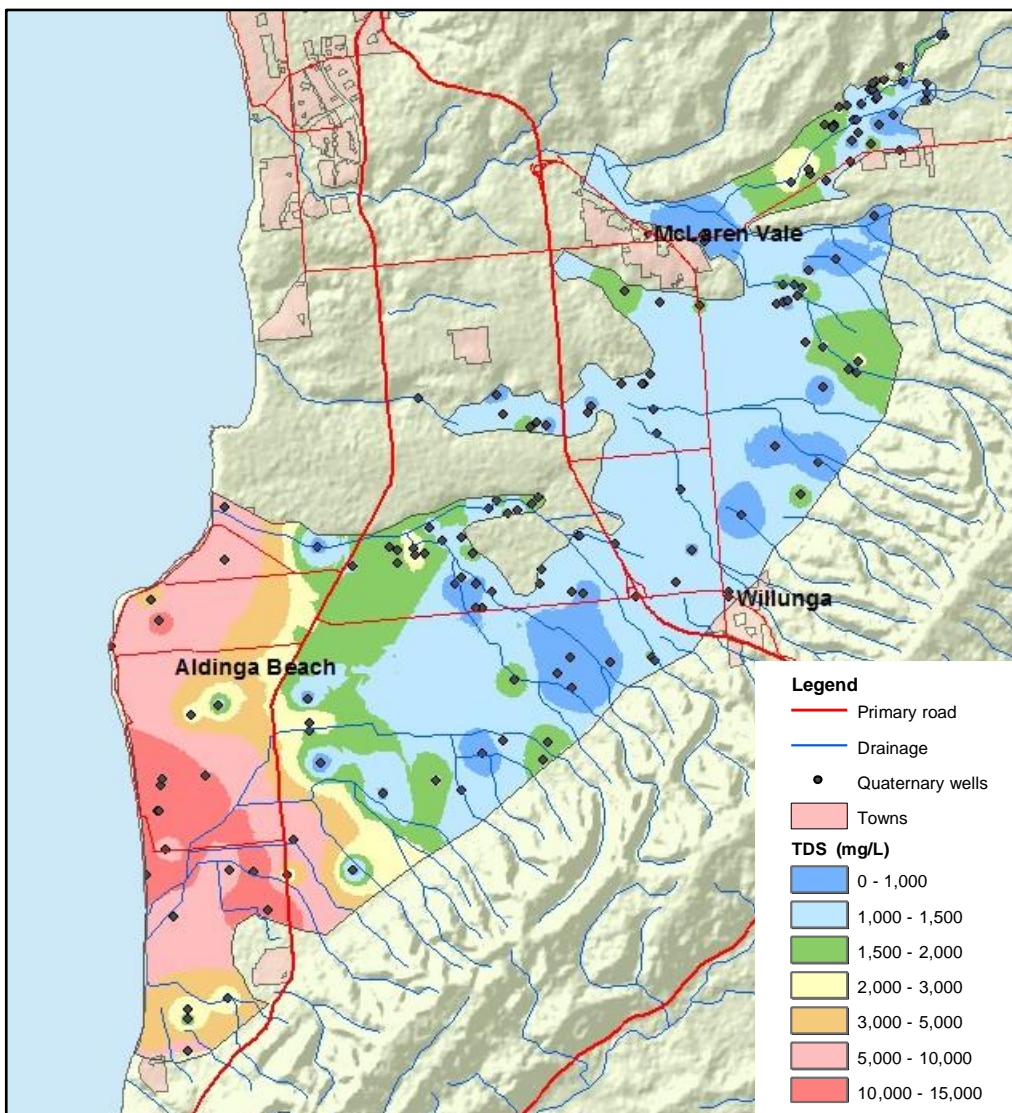 McLaren Vale
Willunga
Aldinga Beach
Legend
Primary road
Drainage
Quaternary wells
Towns
TDS (mg/L)
0 - 1,000
1,000 - 1,500
1,500 - 2,000
2,000 - 3,000
3,000 - 5,000
5,000 - 10,000
10,000 - 15,000